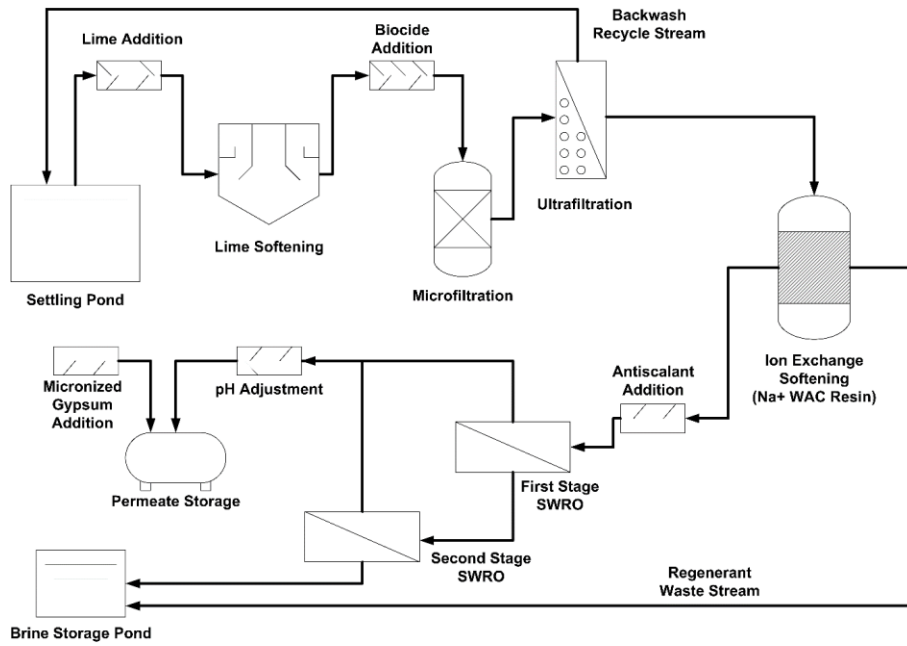 Backwash
Recycle Stream
Lime Addition
Biocide
Addition
Lime Softening
Ultrafiltration
Settling Pond
Microfiltration
Ion Exchange
Softening
(Na+ WAC Resin)
Micronized
Gypsum
Addition
pH Adjustment
Antiscalant
Addition
Permeate Storage
First Stage
SWRO
Second Stage
SWRO
Regenerant
Waste Stream
Brine Storage Pond